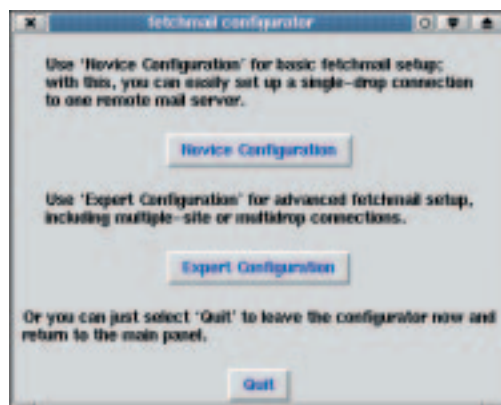 fetchmail configurator
Use 'Novice Configuration' for basic fetchmail setup;
with this, you can easily set up a single-drop connection
to one remote mail server.
Novice Configuration
Use 'Expert Configuration' for advanced fetchmail setup,
including multiple-site or multidrop connections.
Expert Configuration
Or you can just select 'Quit' to leave the configurator now and
return to the main panel.
Quit